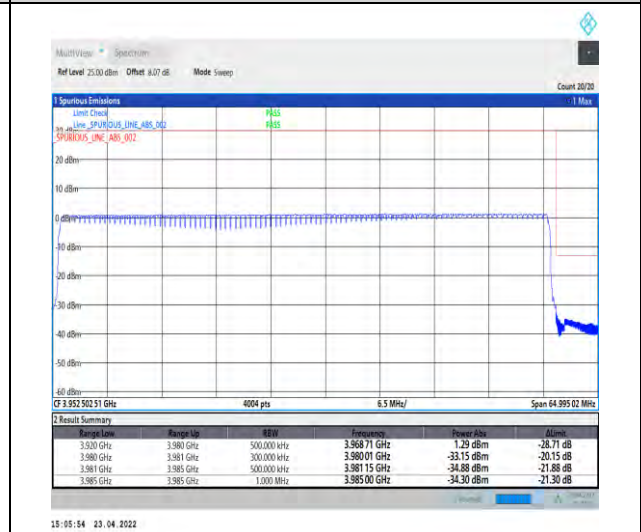 MultiView Spectrum
Ref Level 25.00 dBm Offset 8.07 dB Mode Sweep
Count 20/20
1 Spurious Emissions 1 Max
Limit Check PASS
Line _SPURIOUS_LINE_ABS_002 PASS
_SPURIOUS_LINE_ABS_002
20 dBm
10 dBm
0 dBm
-10 dBm
-20 dBm
-30 dBm
-40 dBm
-50 dBm
-60 dBm
CF 3.952 502 51 GHz 4004 pts 6.5 MHz/ Span 64.995 02 MHz
2 Result Summary
Range Low Range Up RBW Frequency Power Abs ΔLimit
3.920 GHz 3.980 GHz 500.000 kHz 3.968 71 GHz 1.29 dBm -28.71 dB
3.980 GHz 3.981 GHz 300.000 kHz 3.980 01 GHz -33.15 dBm -20.15 dB
3.981 GHz 3.985 GHz 500.000 kHz 3.981 15 GHz -34.88 dBm -21.88 dB
3.985 GHz 3.985 GHz 1.000 MHz 3.985 00 GHz -34.30 dBm -21.30 dB
15:05:54 23.04.2022